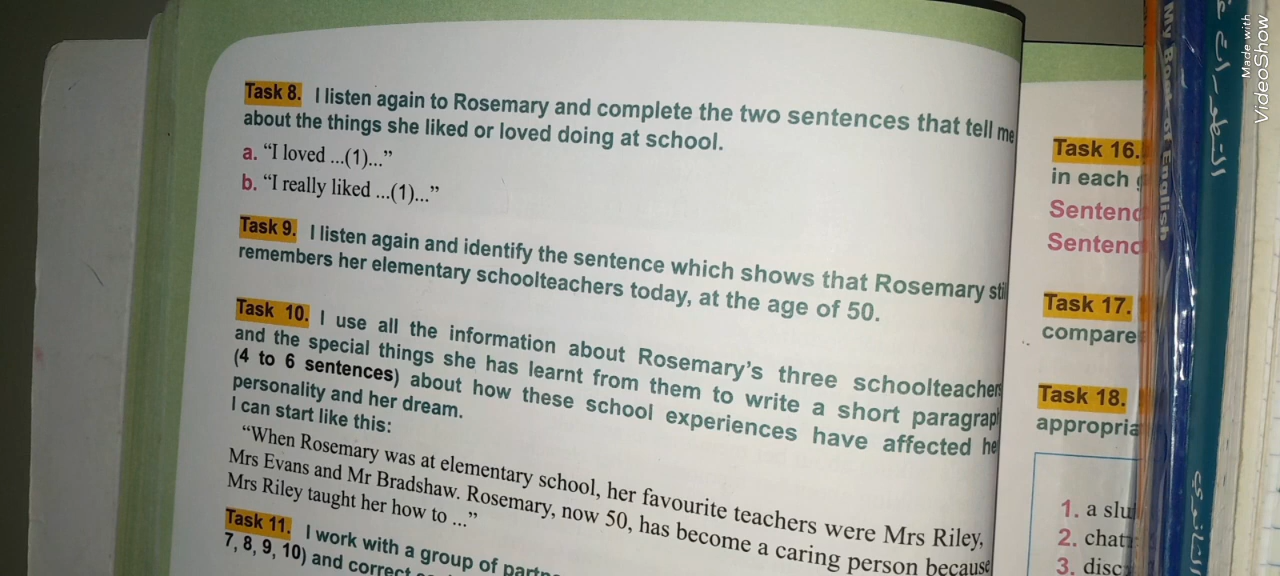 Task 8. I listen again to Rosemary and complete the two sentences that tell me
about the things she liked or loved doing at school.
a. “I loved ...(1)...”
b. “I really liked ...(1)...”
Task 9. I listen again and identify the sentence which shows that Rosemary
remembers her elementary schoolteachers today, at the age of 50.
Task 10. I use all the information about Rosemary's three
and the special things she has learnt from them to write a short
(4 to 6 sentences) about how these school experiences have affected
personality and her dream.
I can start like this:
“When Rosemary was at elementary school, her favourite teachers were Mrs Riley,
Mrs Evans and Mr Bradshaw. Rosemary, now 50, has become a caring person because
Mrs Riley taught her how to ...”
Task 11. I work with a group of
7, 8, 9, 10) and correct
Task 16.
in each
Task 17.
compare
Task 18.
1. a
2.
3.
My Book of English
Made with
VideoShow